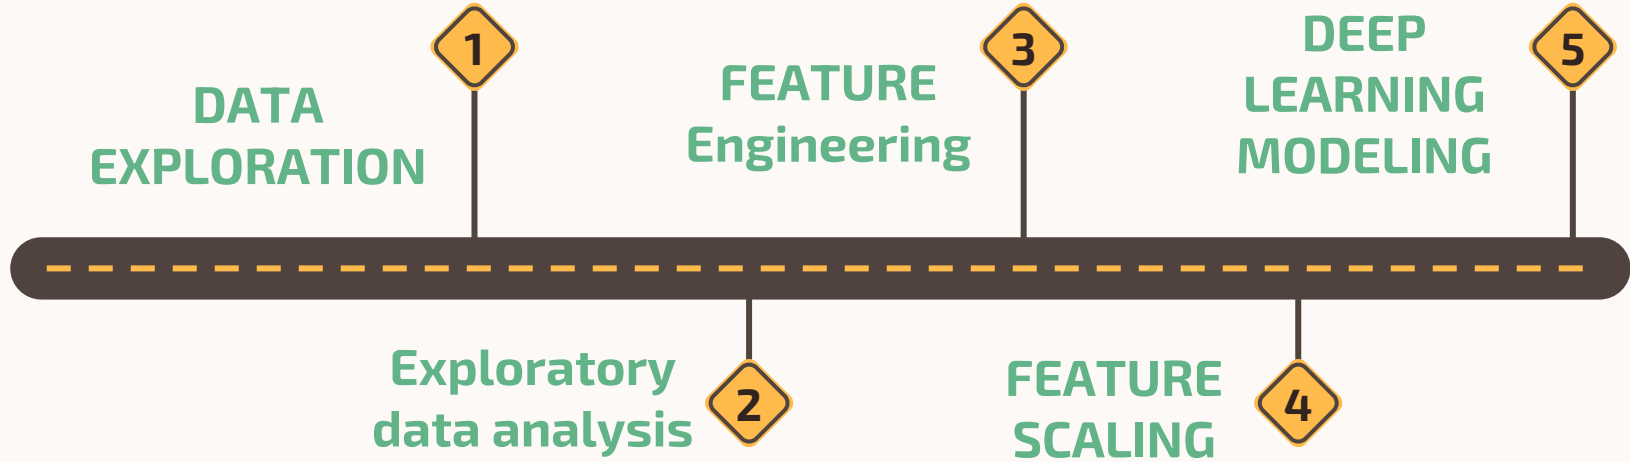 1
DATA
EXPLORATION
2
Exploratory
data analysis
3
FEATURE
Engineering
4
FEATURE
SCALING
5
DEEP
LEARNING
MODELING